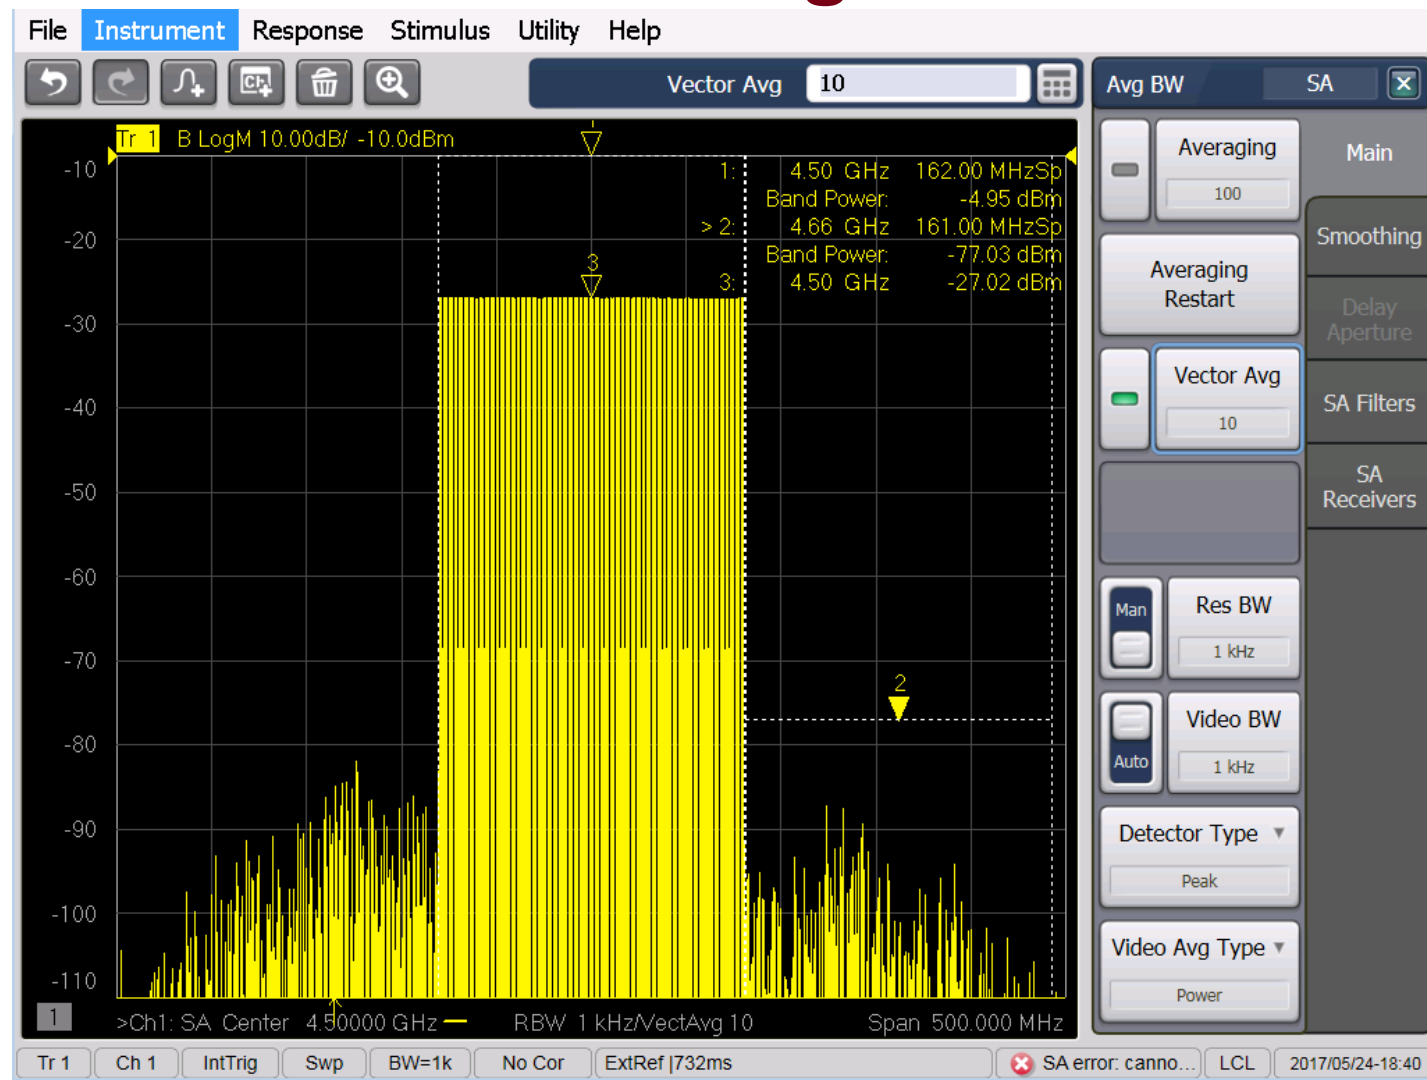 File Instrument Response Stimulus Utility Help
Vector Avg 10
Avg BW SA
Tr 1 B LogM 10.00dB/ -10.0dBm
1: 4.50 GHz 162.00 MHzSp
Band Power: -4.95 dBm
> 2: 4.66 GHz 161.00 MHzSp
Band Power: -77.03 dBm
3: 4.50 GHz -27.02 dBm
3
2
-10
-20
-30
-40
-50
-60
-70
-80
-90
-100
-110
1 >Ch1: SA Center 4.50000 GHz RBW 1 kHz/VectAvg 10 Span 500.000 MHz
Averaging
100
Averaging
Restart
Vector Avg
10
Man
Res BW
1 kHz
Auto
Video BW
1 kHz
Detector Type
Peak
Video Avg Type
Power
Main
Smoothing
Delay
Aperture
SA Filters
SA
Receivers
Tr 1 Ch 1 IntTrig Swp BW=1k No Cor ExtRef |732ms SA error: canno... LCL 2017/05/24-18:40